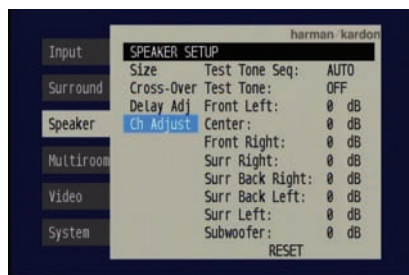 harman/kardon
Input
SPEAKER SETUP
Size Test Tone Seq: AUTO
Surround Cross-Over Test Tone: OFF
Delay Adj Front Left: 0 dB
Speaker Ch Adjust Center: 0 dB
Front Right: 0 dB
Multiroom Surr Right: 0 dB
Surr Back Right: 0 dB
Video Surr Back Left: 0 dB
Surr Left: 0 dB
System Subwoofer: 0 dB
RESET